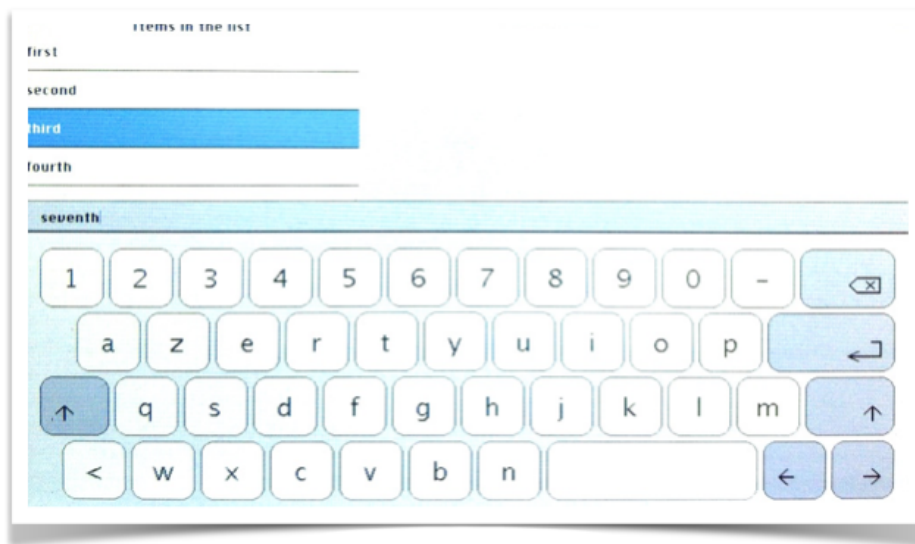 Items in the list
first
second
third
fourth
seventh
1 2 3 4 5 6 7 8 9 0 -
a z e r t y u i o p
q s d f g h j k l m
< w x c v b n